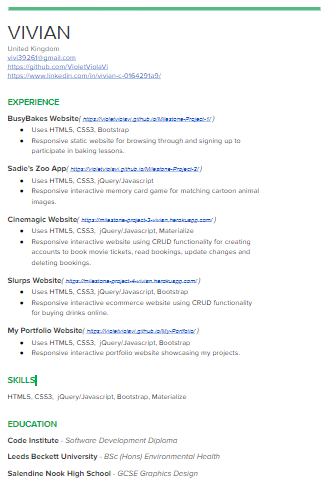 VIVIAN
United Kingdom
vivi39261@gmail.com
https://github.com/VioletViolaVi
https://www.linkedin.com/in/vivian-c-0164291a9/
EXPERIENCE
BusyBakes Website( https://violetviolavi.github.io/Milestone-Project-1/ )
● Uses HTML5, CSS3, Bootstrap
● Responsive static website for browsing through and signing up to
participate in baking lessons.
Sadie's Zoo App( https://violetviolavi.github.io/Milestone-Project-2/ )
● Uses HTML5, CSS3, jQuery/Javascript
● Responsive interactive memory card game for matching cartoon animal
images.
Cinemagic Website( https://milestone-project-3-vivian.herokuapp.com/ )
● Uses HTML5, CSS3, jQuery/Javascript, Materialize
● Responsive interactive website using CRUD functionality for creating
accounts to book movie tickets, read bookings, update changes and
deleting bookings.
Slurps Website( https://milestone-project-4-vivian.herokuapp.com/ )
● Uses HTML5, CSS3, jQuery/Javascript, Bootstrap
● Responsive interactive ecommerce website using CRUD functionality
for buying drinks online.
My Portfolio Website( https://violetviolavi.github.io/My-Portfolio/ )
● Uses HTML5, CSS3, jQuery/Javascript, Bootstrap
● Responsive interactive portfolio website showcasing my projects.
SKILLS
HTML5, CSS3, jQuery/Javascript, Bootstrap, Materialize
EDUCATION
Code Institute - Software Development Diploma
Leeds Beckett University - BSc (Hons) Environmental Health
Salendine Nook High School - GCSE Graphics Design